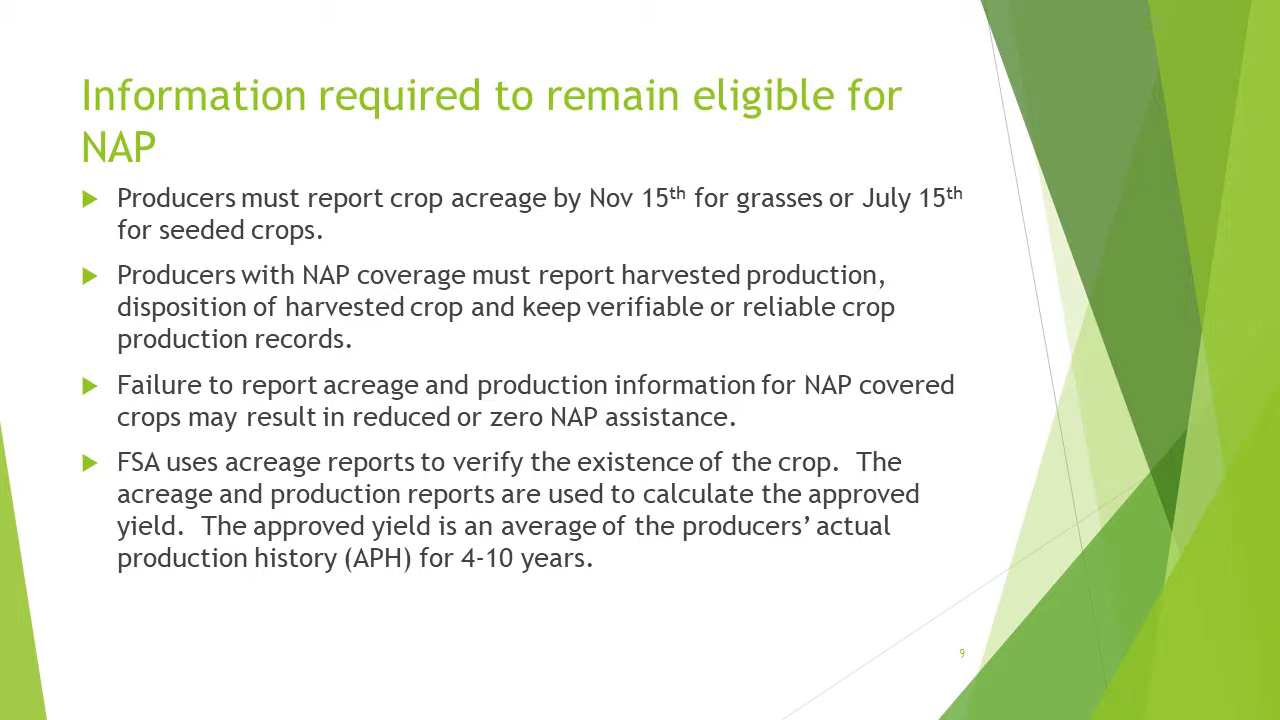 Information required to remain eligible for
NAP
Producers must report crop acreage by Nov 15th for grasses or July 15th
for seeded crops.
Producers with NAP coverage must report harvested production,
disposition of harvested crop and keep verifiable or reliable crop
production records.
Failure to report acreage and production information for NAP covered
crops may result in reduced or zero NAP assistance.
FSA uses acreage reports to verify the existence of the crop.  The
acreage and production reports are used to calculate the approved
yield.  The approved yield is an average of the producers’ actual
production history (APH) for 4-10 years.
9